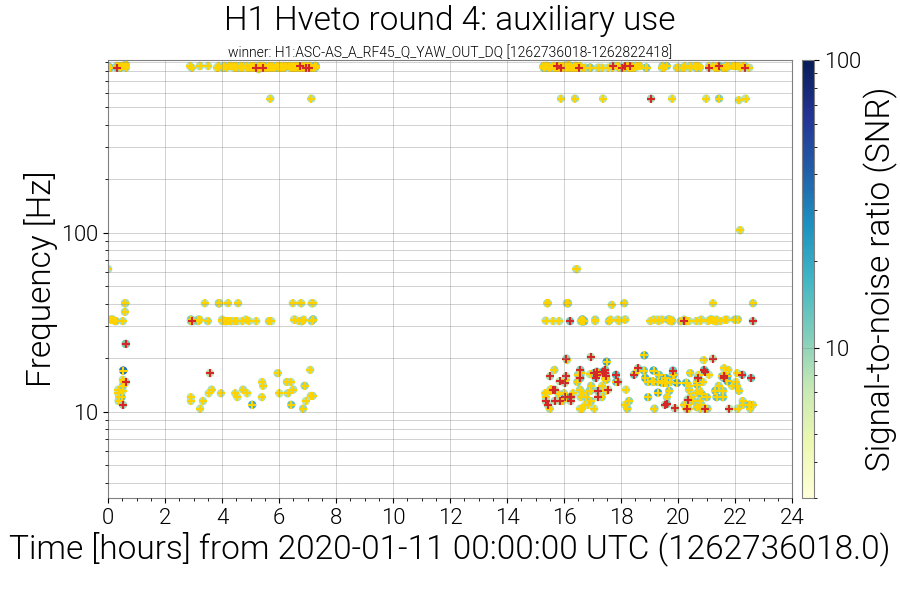 H1 Hveto round 4: auxiliary use
winner: H1:ASC-AS_A_RF45_Q_YAW_OUT_DQ [1262736018-1262822418]
Frequency [Hz]
100
10
0 2 4 6 8 10 12 14 16 18 20 22 24
Time [hours] from 2020-01-11 00:00:00 UTC (1262736018.0)
100
10
Signal-to-noise ratio (SNR)